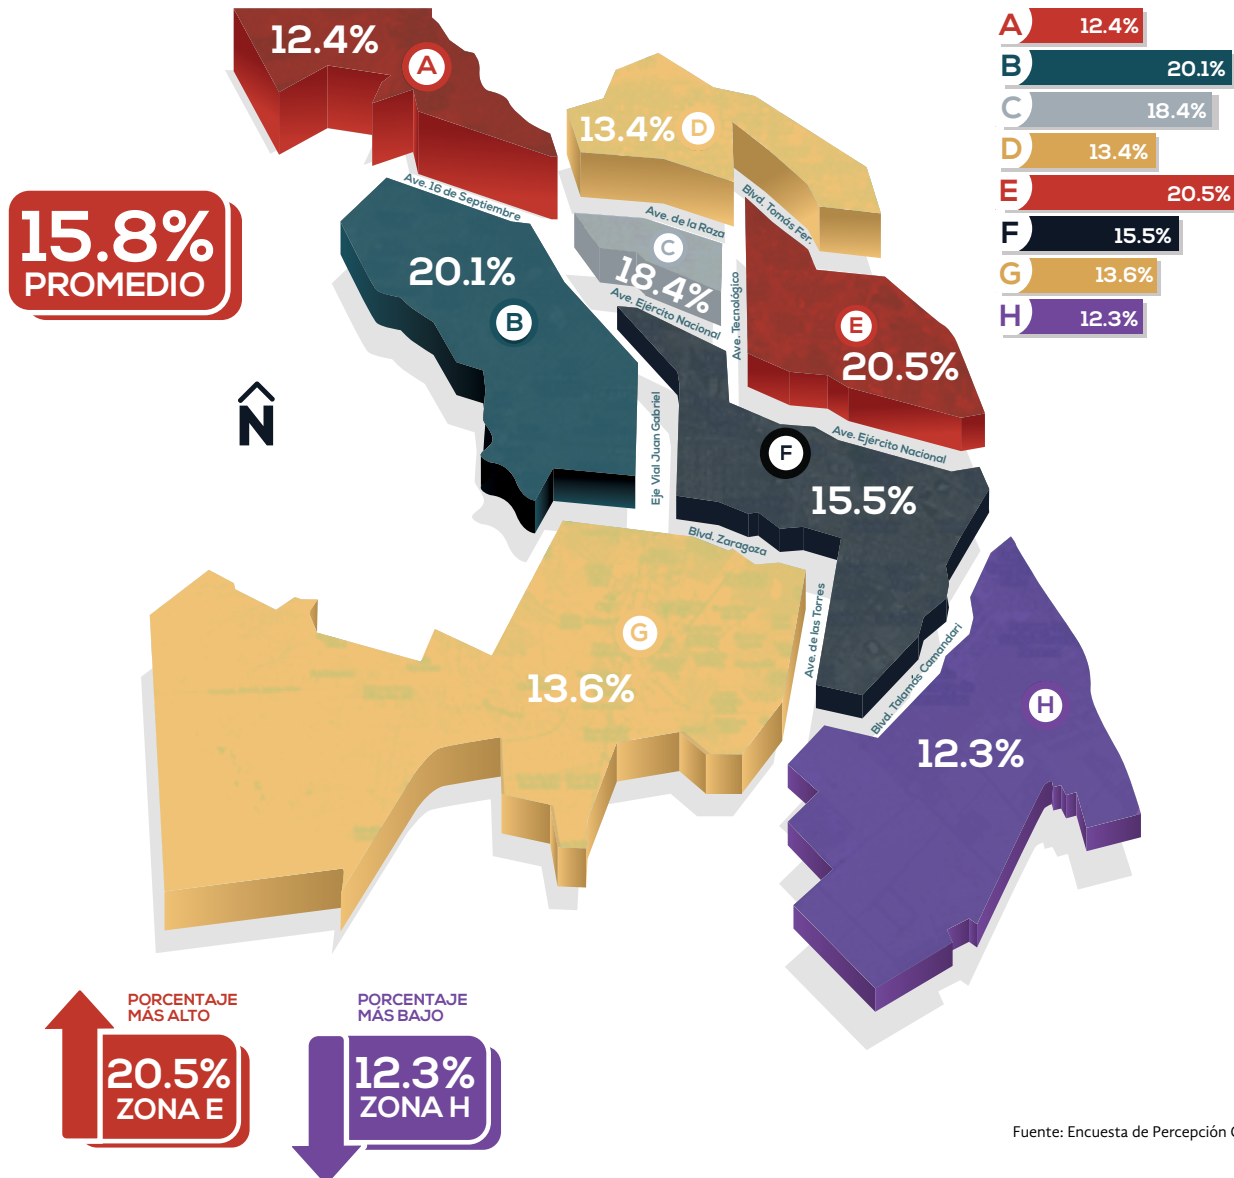 12.4%
A
13.4%
D
Ave. 16 de Septiembre
Ave. de la Raza
Blvd. Tomás Fer.
15.8%
PROMEDIO
20.1%
B
C
18.4%
Ave. Ejército Nacional
Ave. Tecnológico
E
20.5%
N
Eje Vial Juan Gabriel
Ave. Ejército Nacional
F
15.5%
Blvd. Zaragoza
G
13.6%
Ave. de las Torres
Blvd. Talamás Camandari
H
12.3%
A 12.4%
B 20.1%
C 18.4%
D 13.4%
E 20.5%
F 15.5%
G 13.6%
H 12.3%
PORCENTAJE
MÁS ALTO
20.5%
ZONA E
PORCENTAJE
MÁS BAJO
12.3%
ZONA H
Fuente: Encuesta de Percepción